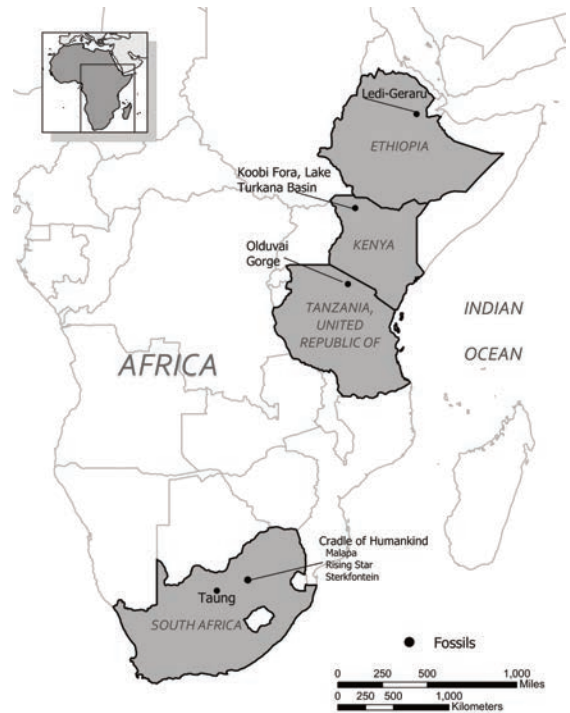 Ledi-Geraru
ETHIOPIA
Koobi Fora, Lake
Turkana Basin
KENYA
Olduvai
Gorge
TANZANIA,
UNITED
REPUBLIC OF
INDIAN
OCEAN
AFRICA
Cradle of Humankind
Malapa
Rising Star
Sterkfontein
Taung
SOUTH AFRICA
Fossils
0 250 500 1,000
Miles
0 250 500 1,000
Kilometers